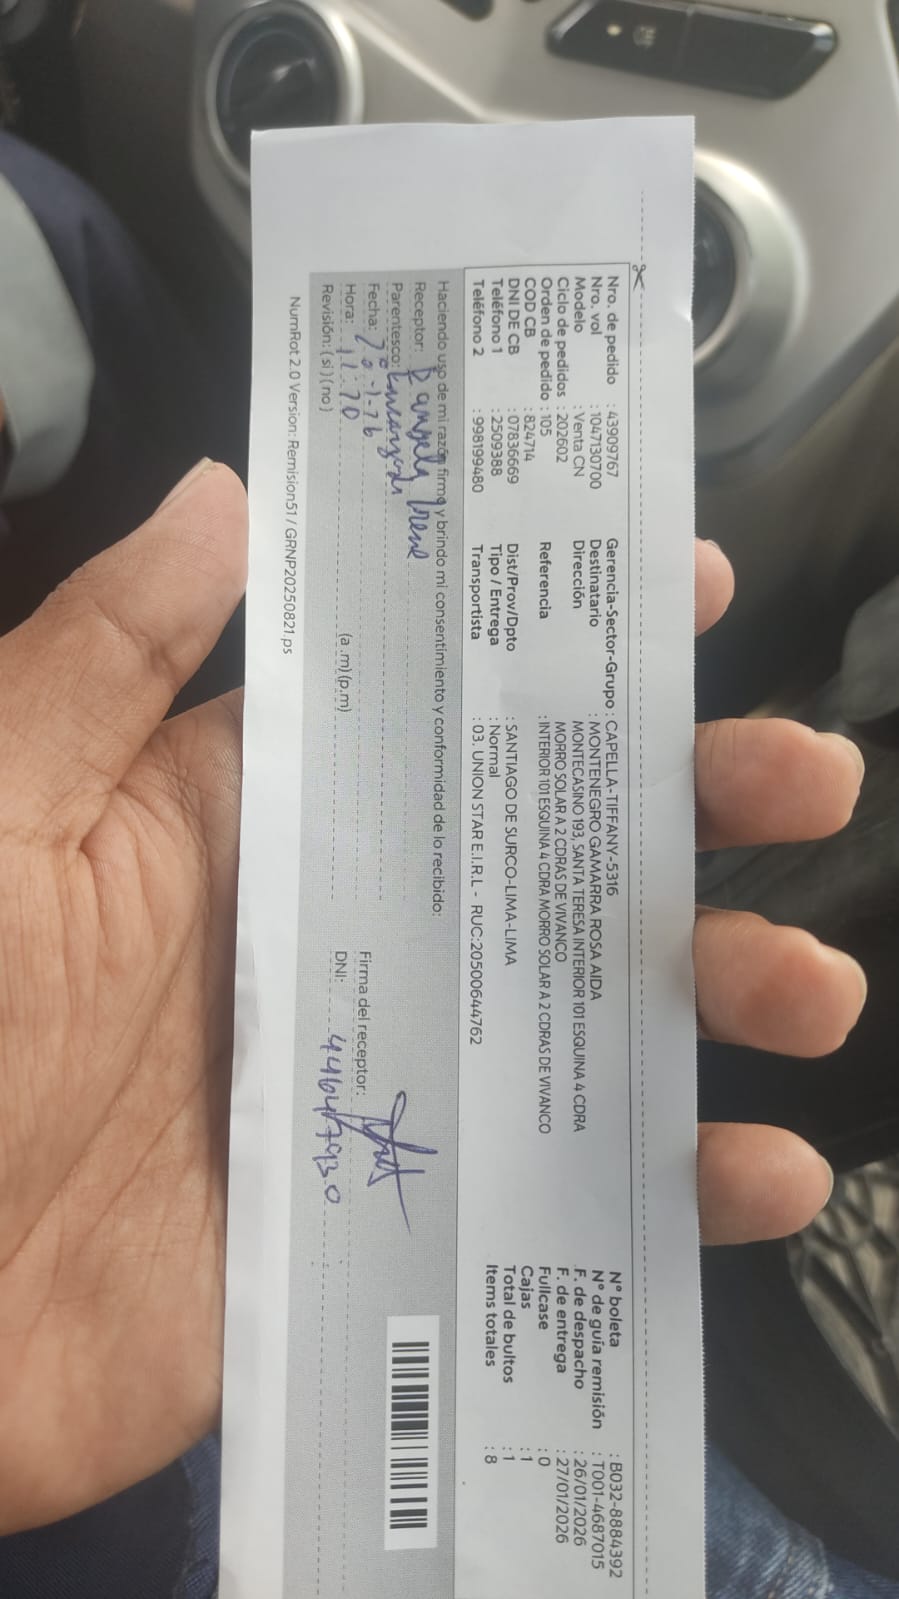 Nro. de pedido : 43909767
Nro. vol : 1047130700
Modelo : Venta CN
Ciclo de pedidos : 202602
Orden de pedido : 105
COD CB : 824714
DNI DE CB : 07836669
Teléfono 1 : 2509388
Teléfono 2 : 998199480
Gerencia-Sector-Grupo : CAPELLA-TIFFANY-5316
Destinatario : MONTENEGRO GAMARRA ROSA AIDA
Dirección MONTECASINO 193, SANTA TERESA INTERIOR 101 ESQUINA 4 CDRA
MORRO SOLAR A 2 CDRAS DE VIVANCO
Referencia : INTERIOR 101 ESQUINA 4 CDRA MORRO SOLAR A 2 CDRAS DE VIVANCO
Dist/Prov/Dpto : SANTIAGO DE SURCO-LIMA-LIMA
Tipo / Entrega : Normal
Transportista : 03. UNION STAR E.I.R.L - RUC:20500644762
N° boleta : B032-8884392
N° de guía remisión : T001-4687015
F. de despacho : 26/01/2026
F. de entrega : 27/01/2026
Fullcase : 0
Cajas : 1
Total de bultos : 1
Items totales : 8
Haciendo uso de mi razón firmo y brindo mi consentimiento y conformidad de lo recibido:
Receptor:
Parentesco:
Fecha:
Hora: (a.m)(p.m)
Revisión: (si) (no)
Firma del receptor:
DNI: 44647930
NumRot 2.0 Version: Remision51 / GRNP20250821.ps